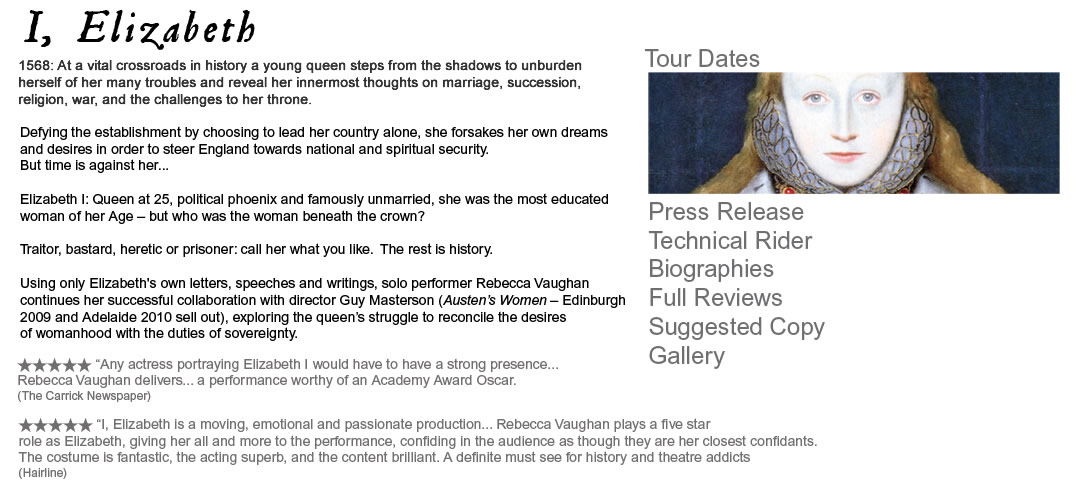 I, Elizabeth
1568: At a vital crossroads in history a young queen steps from the shadows to unburden
herself of her many troubles and reveal her innermost thoughts on marriage, succession,
religion, war, and the challenges to her throne.
Defying the establishment by choosing to lead her country alone, she forsakes her own dreams
and desires in order to steer England towards national and spiritual security.
But time is against her...
Elizabeth I: Queen at 25, political phoenix and famously unmarried, she was the most educated
woman of her Age – but who was the woman beneath the crown?
Traitor, bastard, heretic or prisoner: call her what you like. The rest is history.
Using only Elizabeth's own letters, speeches and writings, solo performer Rebecca Vaughan
continues her successful collaboration with director Guy Masterson (Austen's Women – Edinburgh
2009 and Adelaide 2010 sell out), exploring the queen's struggle to reconcile the desires
of womanhood with the duties of sovereignty.
★★★★★ “Any actress portraying Elizabeth I would have to have a strong presence...
Rebecca Vaughan delivers... a performance worthy of an Academy Award Oscar.
(The Carrick Newspaper)
★★★★★ “I, Elizabeth is a moving, emotional and passionate production... Rebecca Vaughan plays a five star
role as Elizabeth, giving her all and more to the performance, confiding in the audience as though they are her closest confidants.
The costume is fantastic, the acting superb, and the content brilliant. A definite must see for history and theatre addicts
(Hairline)
Tour Dates
Press Release
Technical Rider
Biographies
Full Reviews
Suggested Copy
Gallery